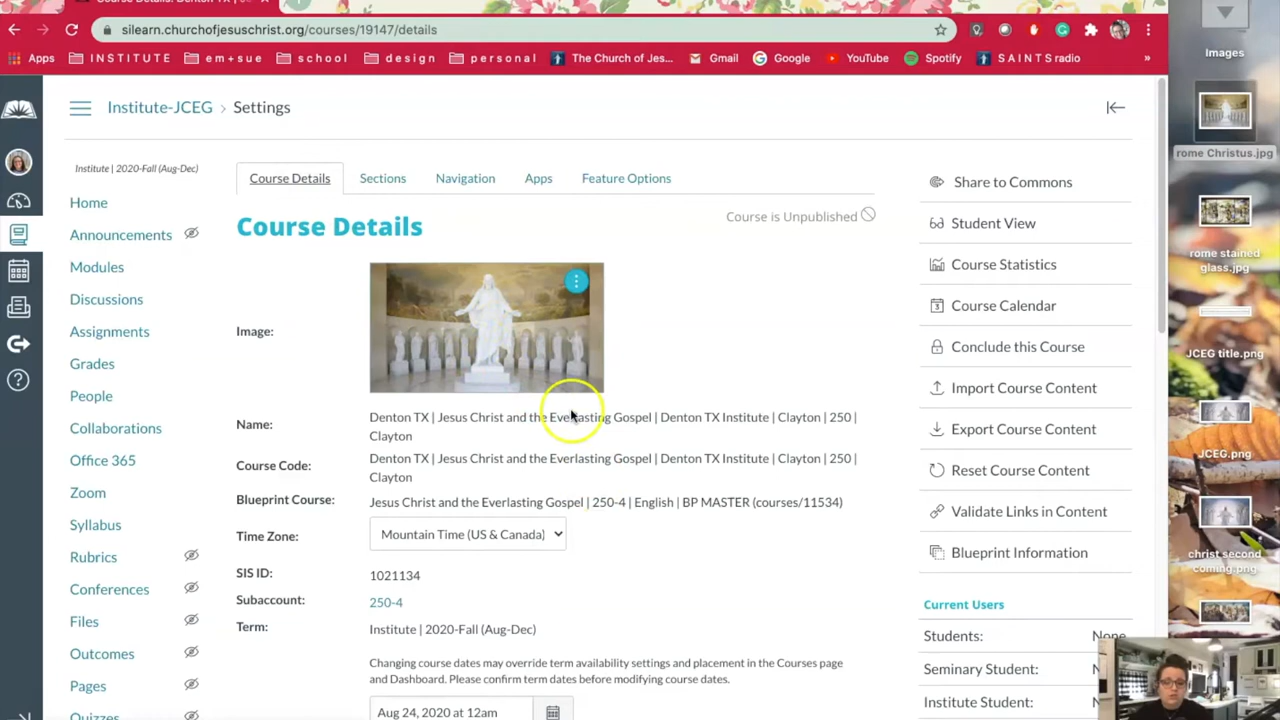 Course Details: Denton TX |
silearn.churchofjesuschrist.org/courses/19147/details
Apps
I N S T I T U T E
e m + s u e
s c h o o l
d e s i g n
p e r s o n a l
The Church of Jes...
Gmail
Google
YouTube
Spotify
S A I N T S radio
»
Images
rome Christus.jpg
rome stained
glass.jpg
JCEG title.png
JCEG.png
christ second
coming.png
Institute-JCEG › Settings
Institute | 2020-Fall (Aug-Dec)
Home
Announcements
Modules
Discussions
Assignments
Grades
People
Collaborations
Office 365
Zoom
Syllabus
Rubrics
Conferences
Files
Outcomes
Pages
Quizzes
Course Details
Sections
Navigation
Apps
Feature Options
Course Details
Course is Unpublished
Image:
Name:
Denton TX | Jesus Christ and the Everlasting Gospel | Denton TX Institute | Clayton | 250 |
Clayton
Course Code:
Denton TX | Jesus Christ and the Everlasting Gospel | Denton TX Institute | Clayton | 250 |
Clayton
Blueprint Course:
Jesus Christ and the Everlasting Gospel | 250-4 | English | BP MASTER (courses/11534)
Time Zone:
Mountain Time (US & Canada)
SIS ID:
1021134
Subaccount:
250-4
Term:
Institute | 2020-Fall (Aug-Dec)
Changing course dates may override term availability settings and placement in the Courses page
and Dashboard. Please confirm term dates before modifying course dates.
Aug 24, 2020 at 12am
Share to Commons
Student View
Course Statistics
Course Calendar
Conclude this Course
Import Course Content
Export Course Content
Reset Course Content
Validate Links in Content
Blueprint Information
Current Users
Students:
None
Seminary Student:
Institute Student: